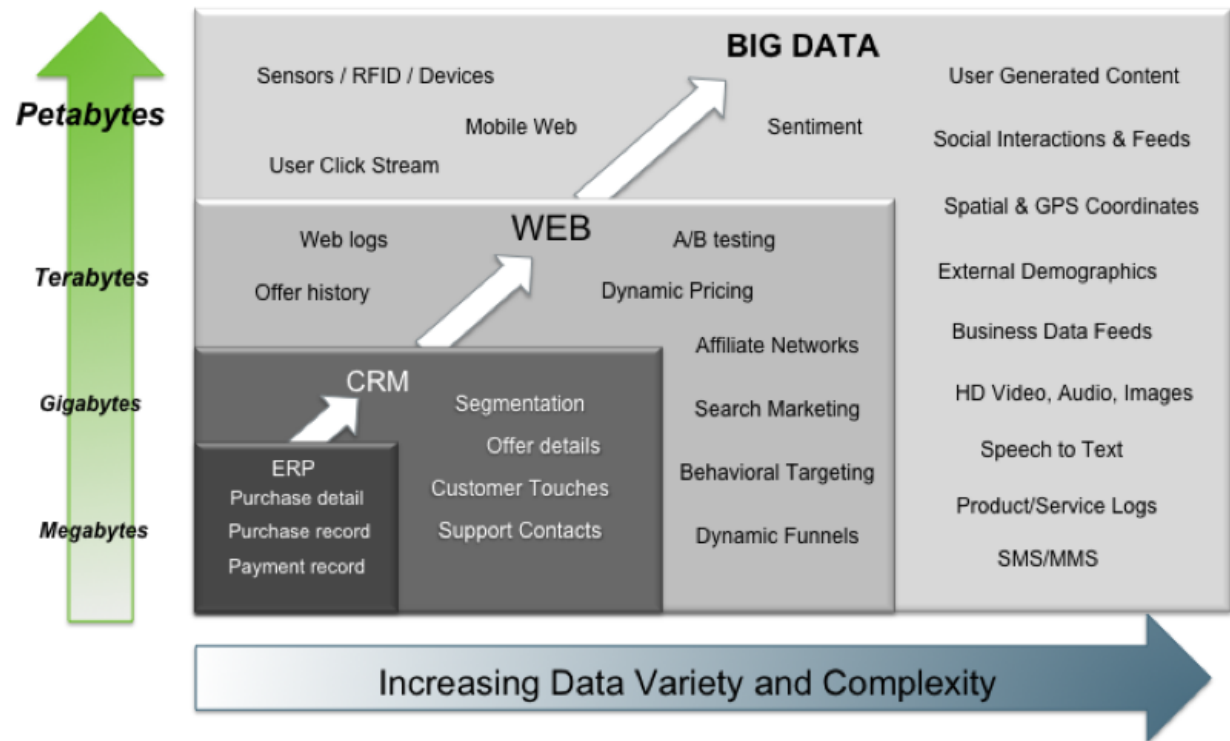 BIG DATA
Sensors / RFID / Devices
User Generated Content
Petabytes
Mobile Web
Sentiment
Social Interactions & Feeds
User Click Stream
Spatial & GPS Coordinates
WEB
Web logs
A/B testing
Terabytes
External Demographics
Offer history
Dynamic Pricing
Business Data Feeds
Affiliate Networks
CRM
HD Video, Audio, Images
Gigabytes
Segmentation
Search Marketing
Offer details
Speech to Text
ERP
Behavioral Targeting
Purchase detail
Customer Touches
Product/Service Logs
Megabytes
Purchase record
Support Contacts
Dynamic Funnels
Payment record
SMS/MMS
Increasing Data Variety and Complexity